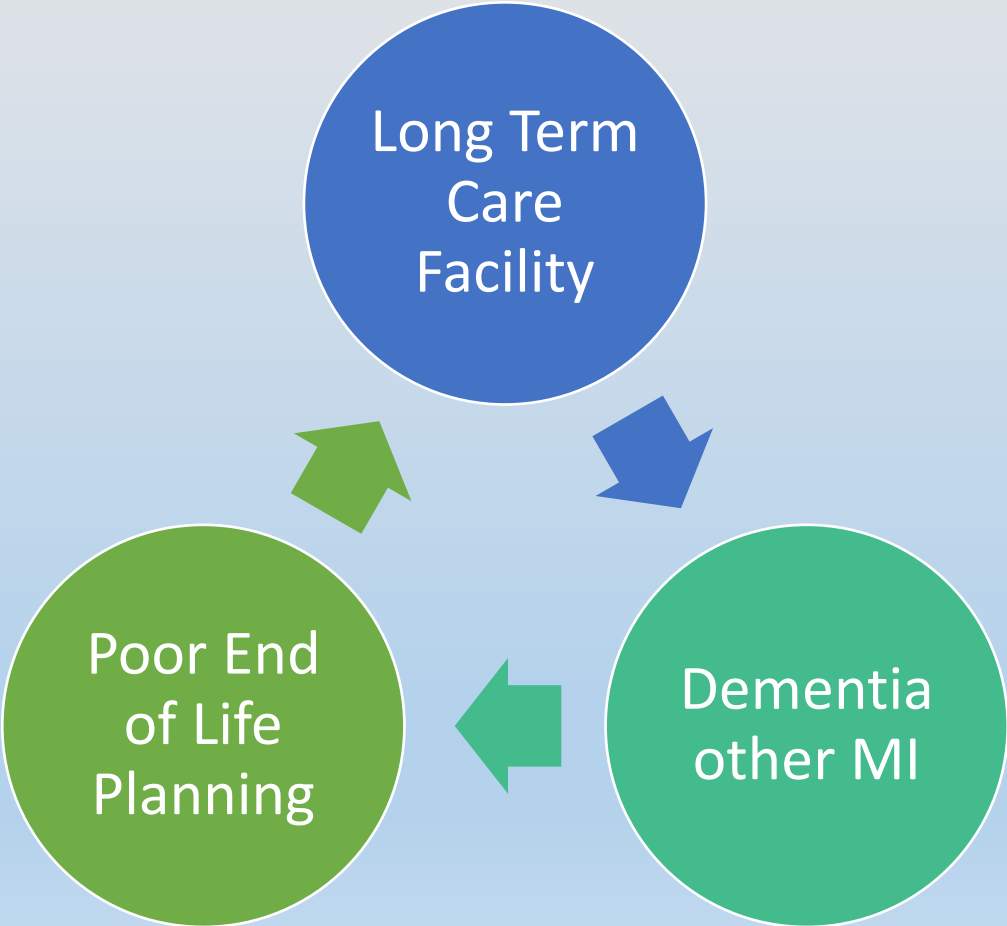 Long Term
Care
Facility
Poor End
of Life
Planning
Dementia
other MI